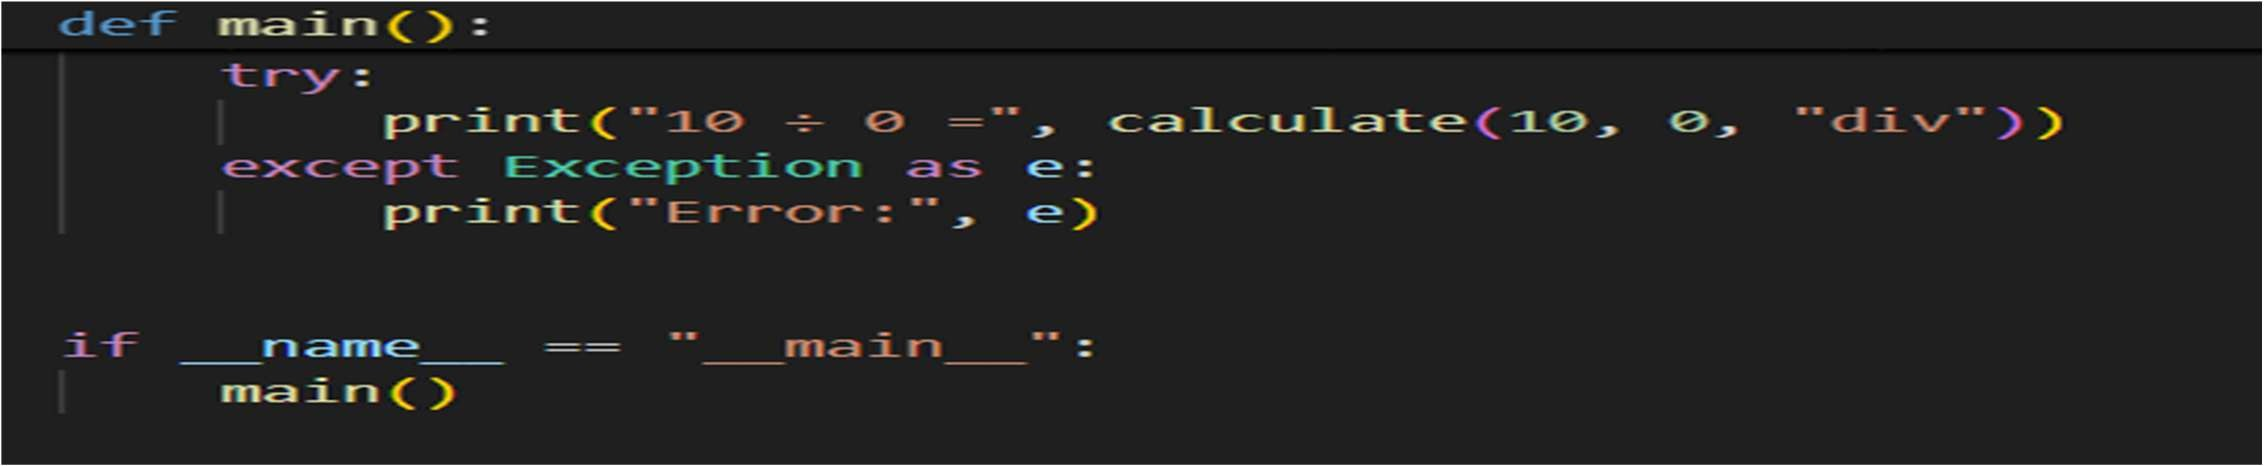 def main():
try:
print("10 ÷ 0 =", calculate(10, 0, "div"))
except Exception as e:
print("Error:", e)
if __name__ == "__main__":
main()